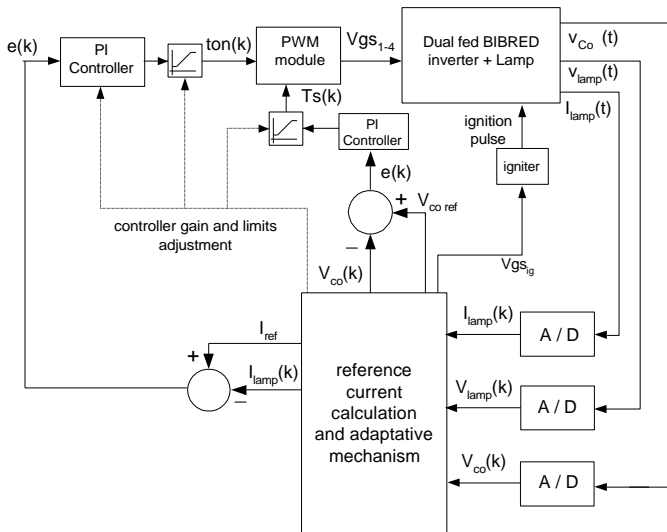 e(k)
PI
Controller
ton(k)
PWM
module
Vgs1-4
Dual fed BIBRED
inverter + Lamp
vCo (t)
vlamp(t)
Ilamp(t)
Ts(k)
PI
Controller
ignition
pulse
igniter
e(k)
+
Vco ref
−
controller gain and limits
adjustment
Vco(k)
Vgsig
Iref
+
Ilamp(k)
−
reference
current
calculation
and adaptative
mechanism
Ilamp(k)
A / D
Vlamp(k)
A / D
Vco(k)
A / D